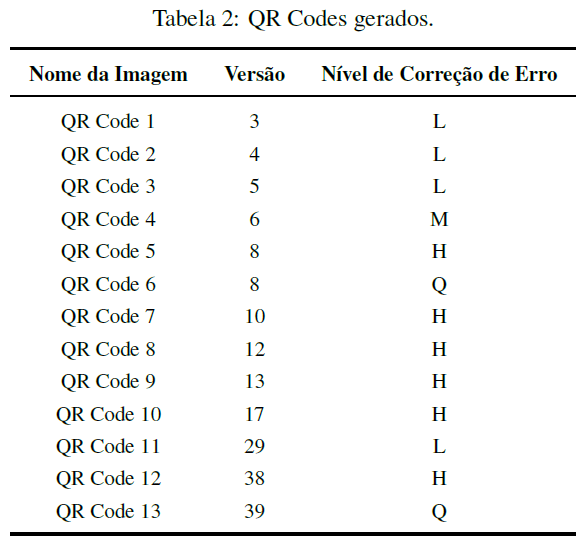 Tabela 2: QR Codes gerados.
Nome da Imagem Versão Nível de Correção de Erro
QR Code 1 3 L
QR Code 2 4 L
QR Code 3 5 L
QR Code 4 6 M
QR Code 5 8 H
QR Code 6 8 Q
QR Code 7 10 H
QR Code 8 12 H
QR Code 9 13 H
QR Code 10 17 H
QR Code 11 29 L
QR Code 12 38 H
QR Code 13 39 Q